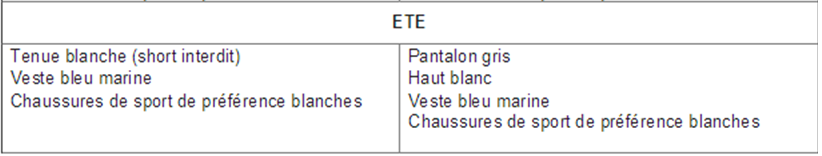 ETE
Tenue blanche (short interdit)
Veste bleu marine
Chaussures de sport de préférence blanches
Pantalon gris
Haut blanc
Veste bleu marine
Chaussures de sport de préférence blanches